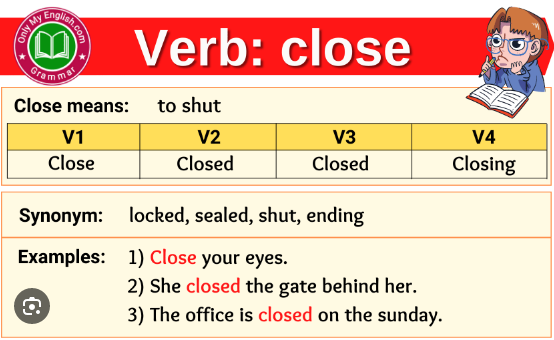 Only My English.com
Grammar
Verb: close
Close means: to shut
V1 V2 V3 V4
Close Closed Closed Closing
Synonym: locked, sealed, shut, ending
Examples: 1) Close your eyes.
2) She closed the gate behind her.
3) The office is closed on the sunday.